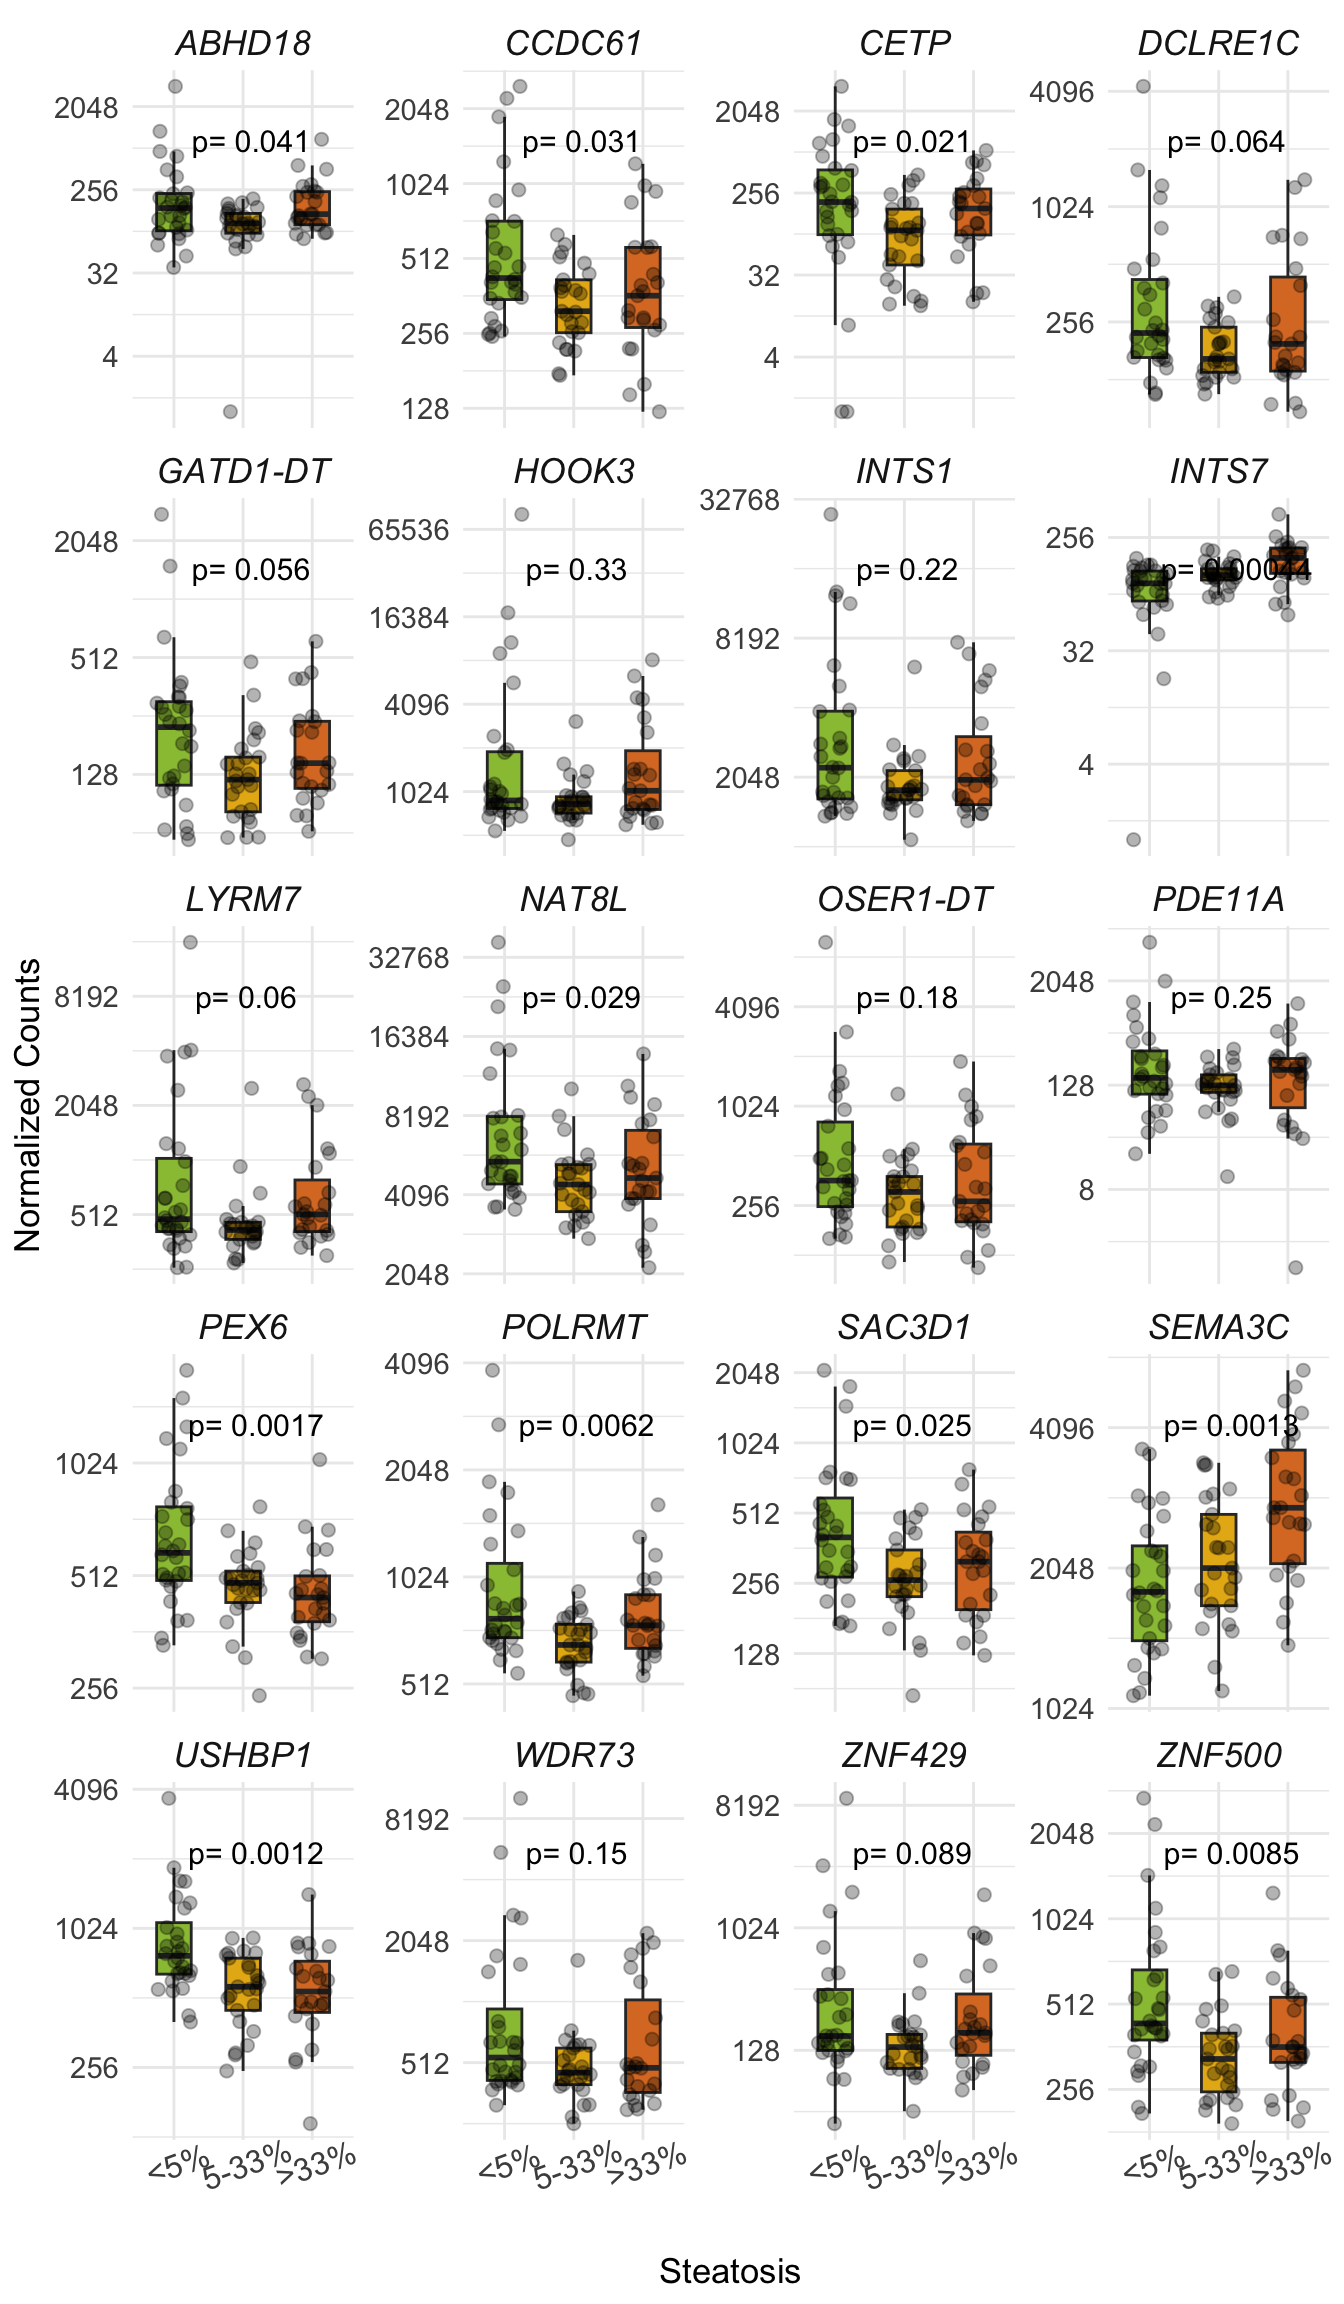 ABHD18 CCDC61 CETP DCLRE1C
2048 2048 2048 4096
p= 0.041 p= 0.031 p= 0.021 p= 0.064
256 1024 256 1024
32 512 32 256
4 256 4
128
GATD1-DT HOOK3 INTS1 INTS7
2048 65536 32768 256
p= 0.056 p= 0.33 p= 0.22 p= 0.00044
512 16384 8192 32
128 4096 2048 4
1024
LYRM7 NAT8L OSER1-DT PDE11A
8192 32768 4096 2048
p= 0.06 p= 0.029 p= 0.18 p= 0.25
2048 16384 1024 128
512 8192 256 8
4096
2048
Normalized Counts
PEX6 POLRMT SAC3D1 SEMA3C
1024 4096 2048 4096
p= 0.0017 p= 0.0062 p= 0.025 p= 0.0013
512 2048 1024 2048
256 1024 512 1024
512 256
128
USHBP1 WDR73 ZNF429 ZNF500
4096 8192 8192 2048
p= 0.0012 p= 0.15 p= 0.089 p= 0.0085
1024 2048 1024 1024
256 512 128 512
256
<5% 5-33% >33% <5% 5-33% >33% <5% 5-33% >33% <5% 5-33% >33%
Steatosis